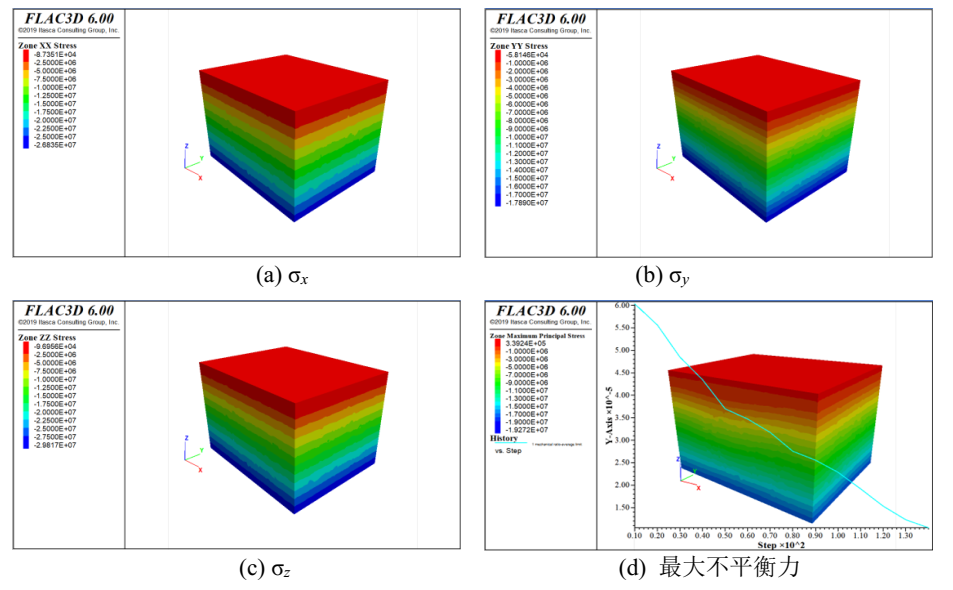 FLAC3D 6.00
©2019 Itasca Consulting Group, Inc.
Zone XX Stress
-8.7351E+04
-2.5000E+06
-5.0000E+06
-7.5000E+06
-1.0000E+07
-1.2500E+07
-1.5000E+07
-1.7500E+07
-2.0000E+07
-2.2500E+07
-2.5000E+07
-2.6835E+07
Z
Y
X
(a) σx
FLAC3D 6.00
©2019 Itasca Consulting Group, Inc.
Zone YY Stress
-5.8146E+04
-1.0000E+06
-2.0000E+06
-3.0000E+06
-4.0000E+06
-5.0000E+06
-6.0000E+06
-7.0000E+06
-8.0000E+06
-9.0000E+06
-1.0000E+07
-1.1000E+07
-1.2000E+07
-1.3000E+07
-1.4000E+07
-1.5000E+07
-1.6000E+07
-1.7000E+07
-1.7890E+07
Z
Y
X
(b) σy
FLAC3D 6.00
©2019 Itasca Consulting Group, Inc.
Zone ZZ Stress
-9.6956E+04
-2.5000E+06
-5.0000E+06
-7.5000E+06
-1.0000E+07
-1.2500E+07
-1.5000E+07
-1.7500E+07
-2.0000E+07
-2.2500E+07
-2.5000E+07
-2.7500E+07
-2.9817E+07
Z
Y
X
(c) σz
FLAC3D 6.00
©2019 Itasca Consulting Group, Inc.
Zone Maximum Principal Stress
3.3924E+05
-1.0000E+06
-3.0000E+06
-5.0000E+06
-7.0000E+06
-9.0000E+06
-1.1000E+07
-1.3000E+07
-1.5000E+07
-1.7000E+07
-1.9000E+07
-1.9272E+07
History
vs. Step
Y-Axis ×10^-5
6.00
5.50
5.00
4.50
4.00
3.50
3.00
2.50
2.00
1.50
Z
X
0.10 0.20 0.30 0.40 0.50 0.60 0.70 0.80 0.90 1.00 1.10 1.20 1.30
Step ×10^2
(d) 最大不平衡力